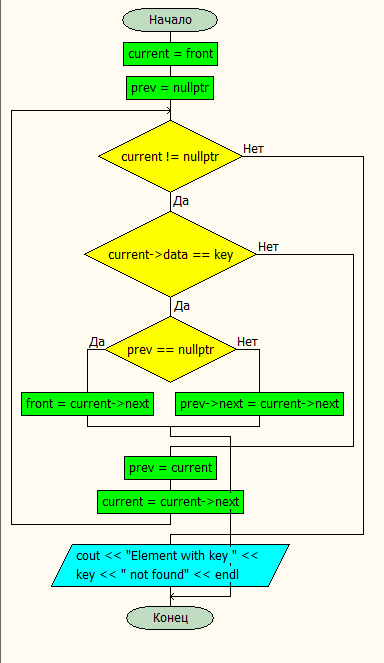 Начало
current = front
prev = nullptr
current != nullptr
Нет
Да
current->data == key
Нет
Да
prev == nullptr
Да
Нет
front = current->next
prev->next = current->next
prev = current
current = current->next
cout << "Element with key " <<
key << " not found" << endl
Конец